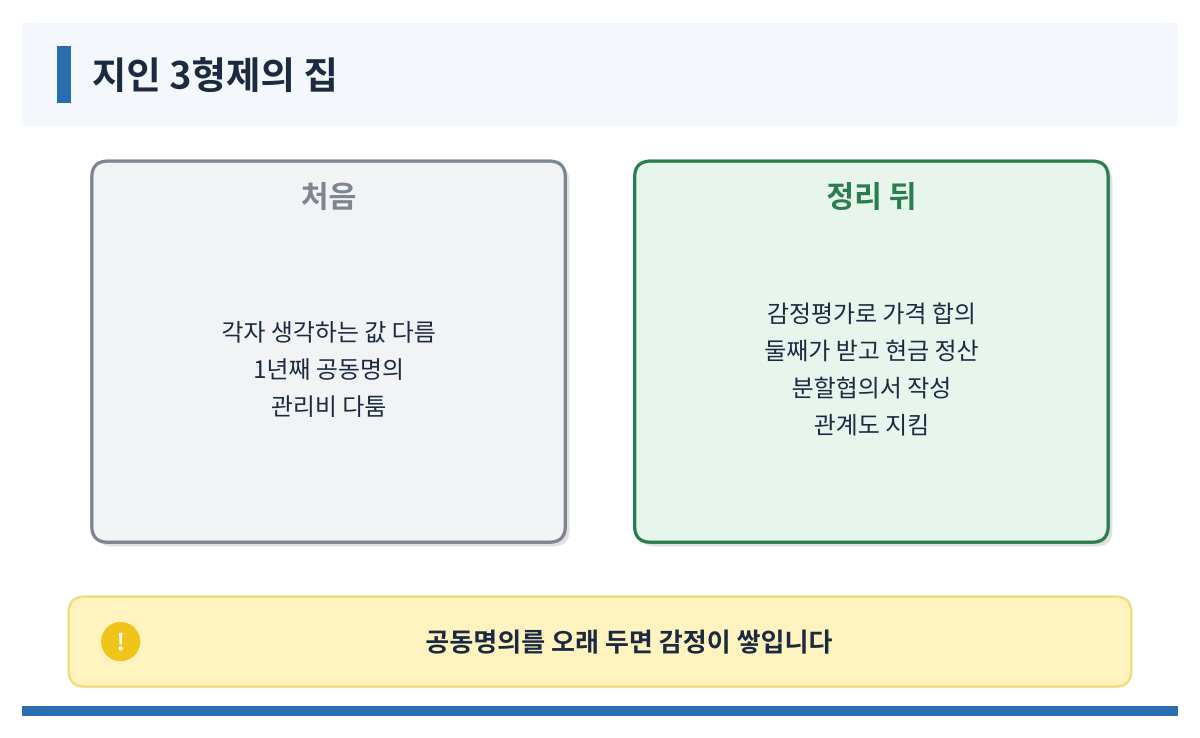 지인 3형제의 집
처음
각자 생각하는 값 다름
1년째 공동명의
관리비 다툼
정리 뒤
감정평가로 가격 합의
둘째가 받고 현금 정산
분할협의서 작성
관계도 지킴
!
공동명의를 오래 두면 감정이 쌓입니다